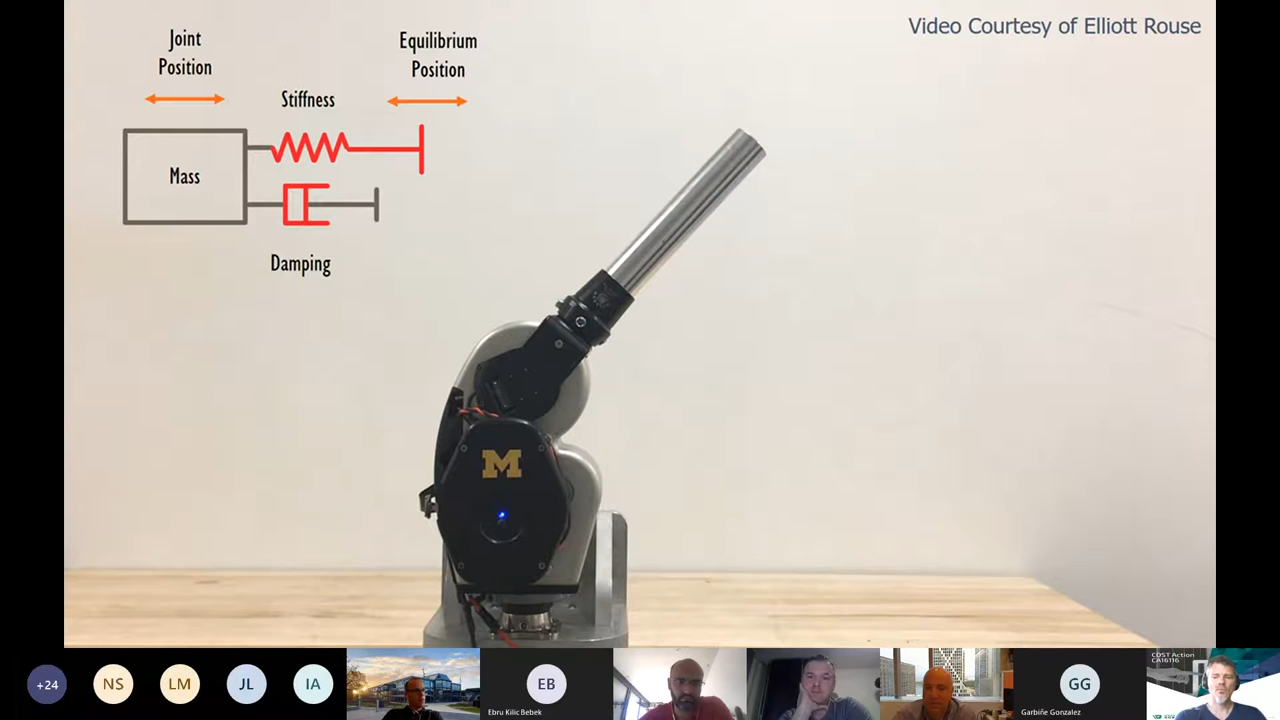 Video Courtesy of Elliott Rouse
Joint
Position
Equilibrium
Position
Stiffness
Mass
Damping
M
+24
NS
LM
JL
IA
EB
Ebru Kilic Bebek
GG
Garbiñe Gonzalez
COST Action
CA16116